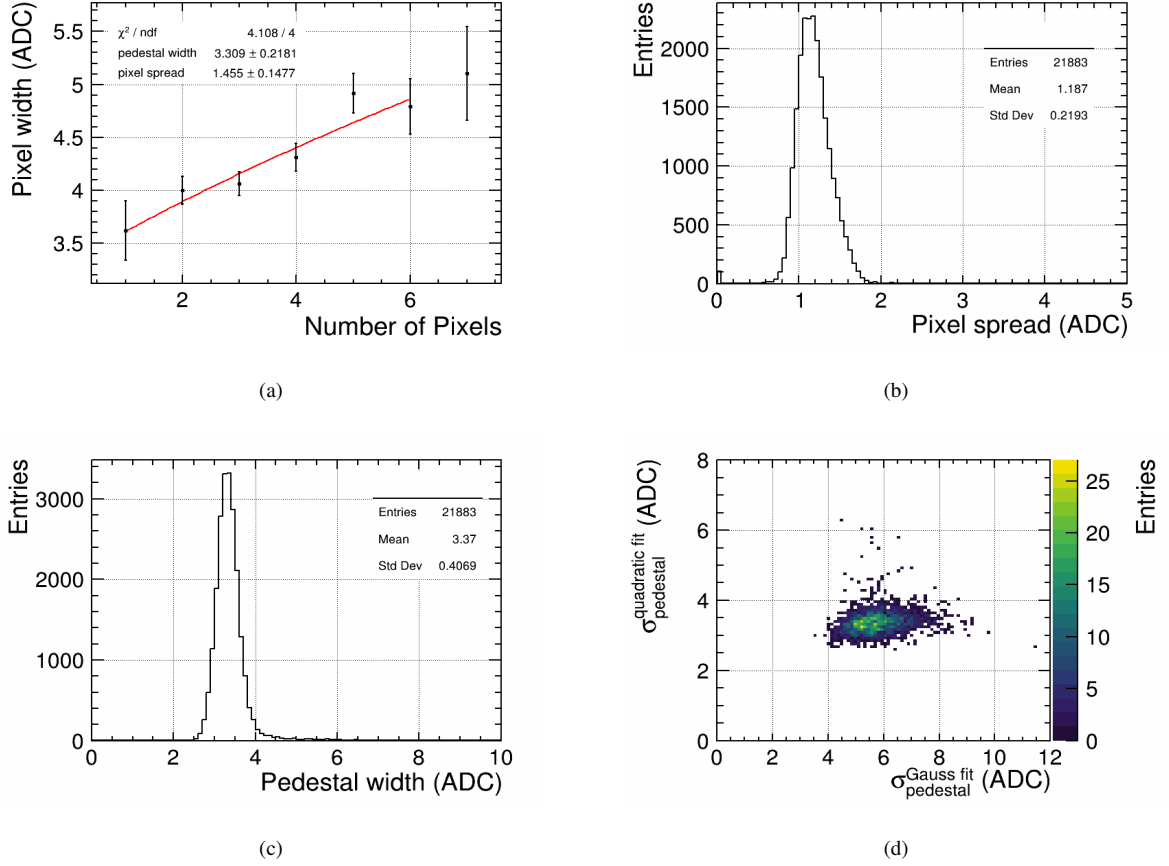 5.5
5
4.5
4
3.5
Pixel width (ADC)
χ² / ndf 4.108 / 4
pedestal width 3.309 ± 0.2181
pixel spread 1.455 ± 0.1477
2 4 6
Number of Pixels
(a)
Entries
2000
1500
1000
500
0
Entries 21883
Mean 1.187
Std Dev 0.2193
0 1 2 3 4 5
Pixel spread (ADC)
(b)
Entries
3000
2000
1000
0
Entries 21883
Mean 3.37
Std Dev 0.4069
0 2 4 6 8 10
Pedestal width (ADC)
(c)
σ quadratic fit pedestal (ADC)
8
6
4
2
0
0 2 4 6 8 10 12
σ Gauss fit pedestal (ADC)
25
20
15
10
5
0
Entries
(d)